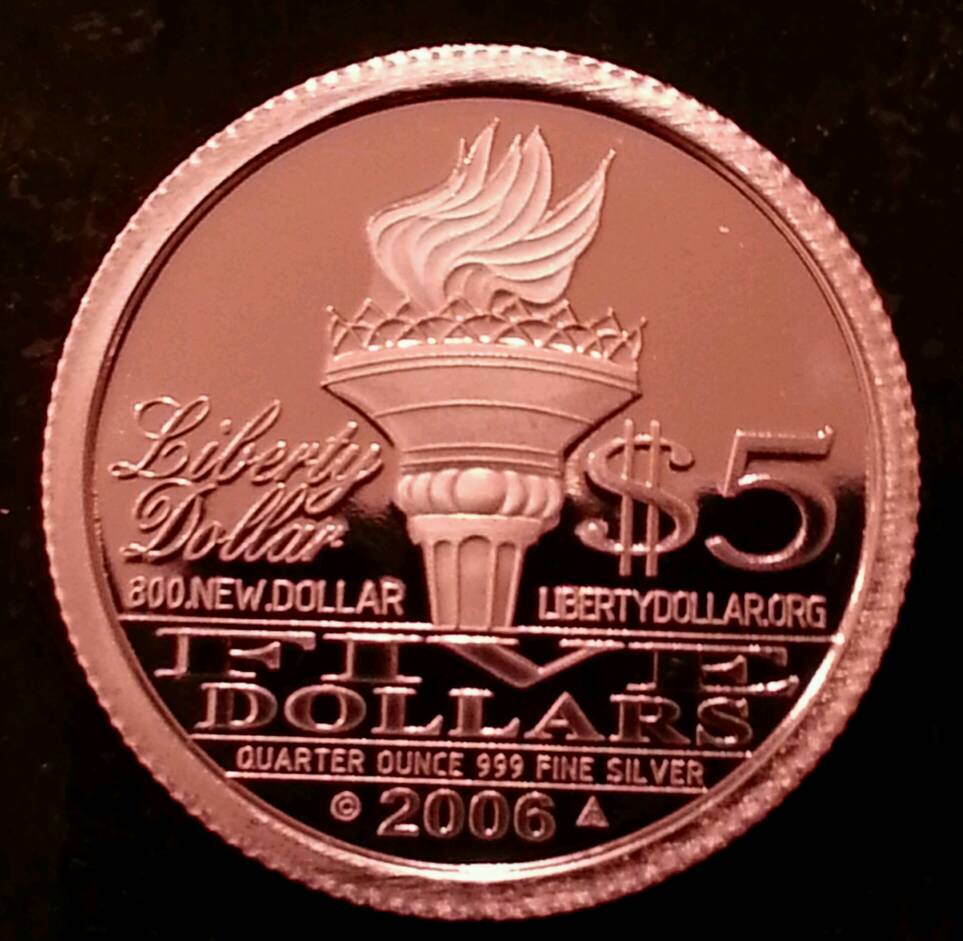 Liberty
Dollar
$5
800.NEW.DOLLAR
LIBERTYDOLLAR.ORG
FIVE
DOLLARS
QUARTER OUNCE 999 FINE SILVER
© 2006